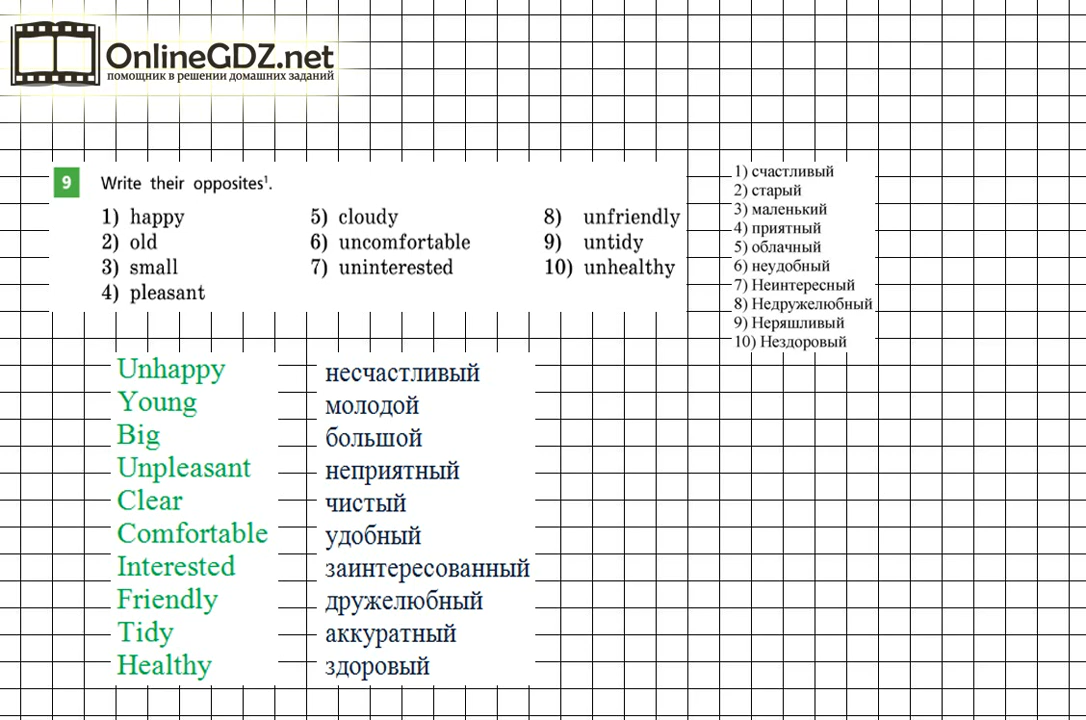 OnlineGDZ.net
помощник в решении домашних заданий
9 Write their opposites¹.
1) happy
2) old
3) small
4) pleasant
5) cloudy
6) uncomfortable
7) uninterested
8) unfriendly
9) untidy
10) unhealthy
1) счастливый
2) старый
3) маленький
4) приятный
5) облачный
6) неудобный
7) Неинтересный
8) Недружелюбный
9) Неряшливый
10) Нездоровый
Unhappy
Young
Big
Unpleasant
Clear
Comfortable
Interested
Friendly
Tidy
Healthy
несчастливый
молодой
большой
неприятный
чистый
удобный
заинтересованный
дружелюбный
аккуратный
здоровый